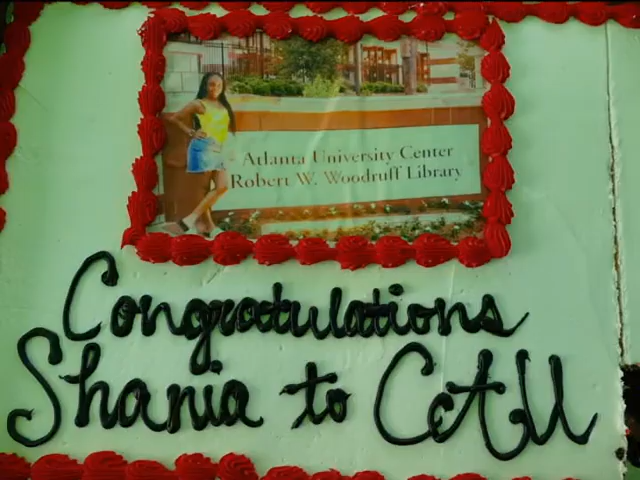 Atlanta University Center
Robert W. Woodruff Library
Congratulations
Shania to CAU